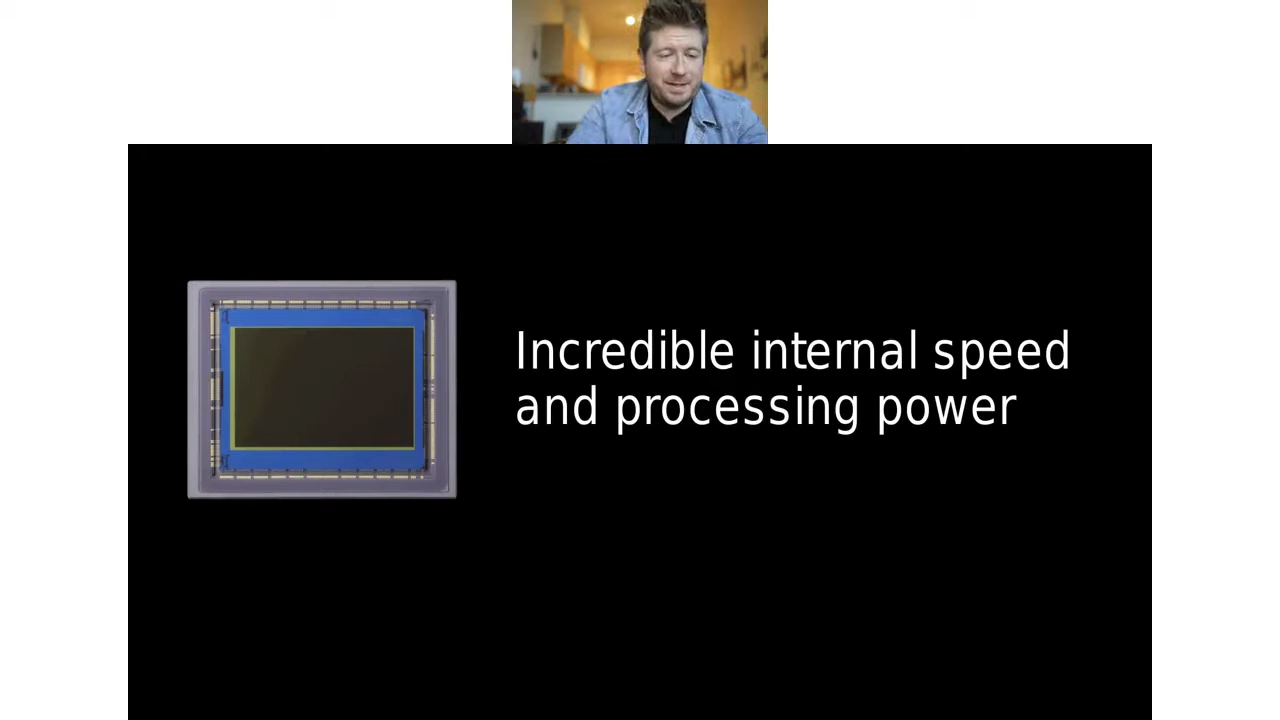 Incredible internal speed
and processing power